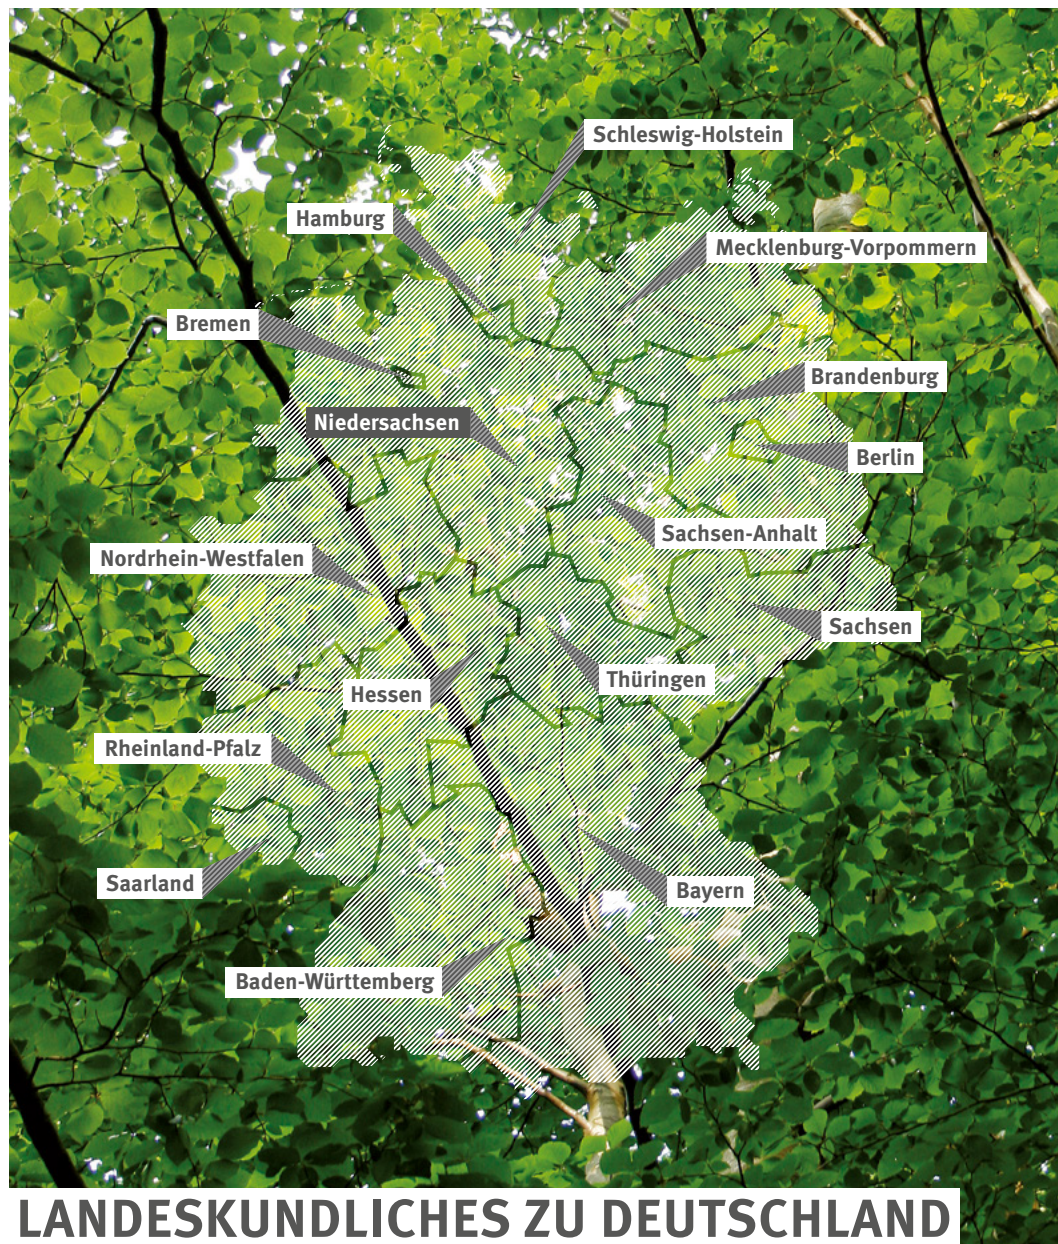 Schleswig-Holstein
Hamburg
Mecklenburg-Vorpommern
Bremen
Brandenburg
Niedersachsen
Berlin
Sachsen-Anhalt
Nordrhein-Westfalen
Sachsen
Thüringen
Hessen
Rheinland-Pfalz
Saarland
Bayern
Baden-Württemberg
LANDESKUNDLICHES ZU DEUTSCHLAND